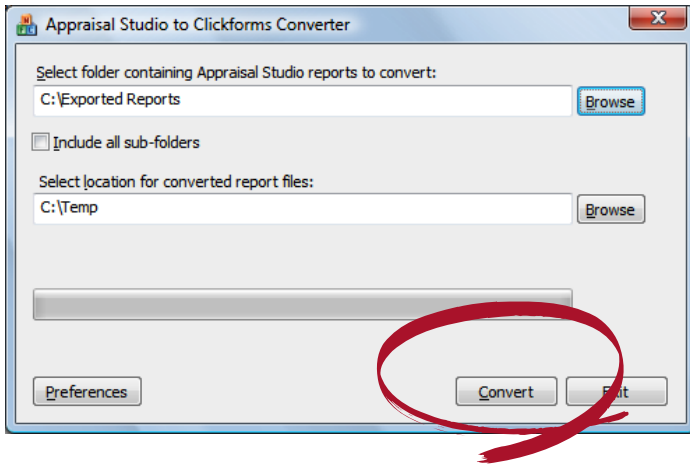 Appraisal Studio to Clickforms Converter
Select folder containing Appraisal Studio reports to convert:
C:\Exported Reports
Browse
Include all sub-folders
Select location for converted report files:
C:\Temp
Browse
Preferences
Convert
Exit